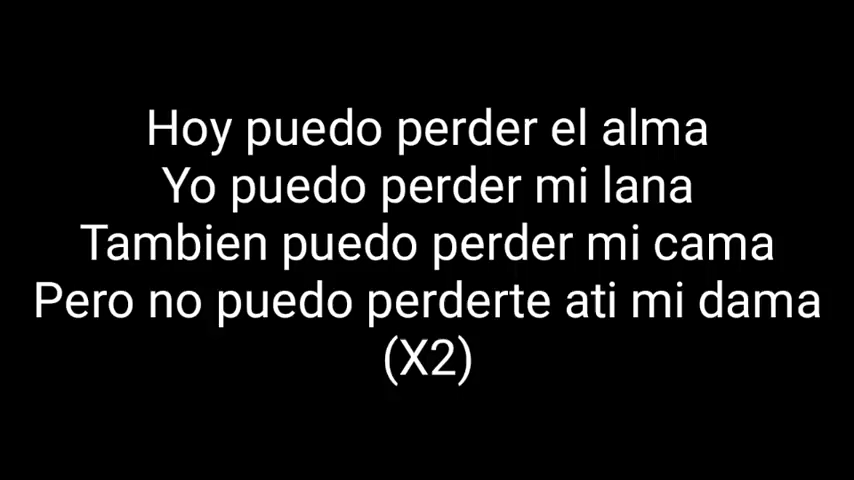 Hoy puedo perder el alma
Yo puedo perder mi lana
Tambien puedo perder mi cama
Pero no puedo perderte ati mi dama
(X2)